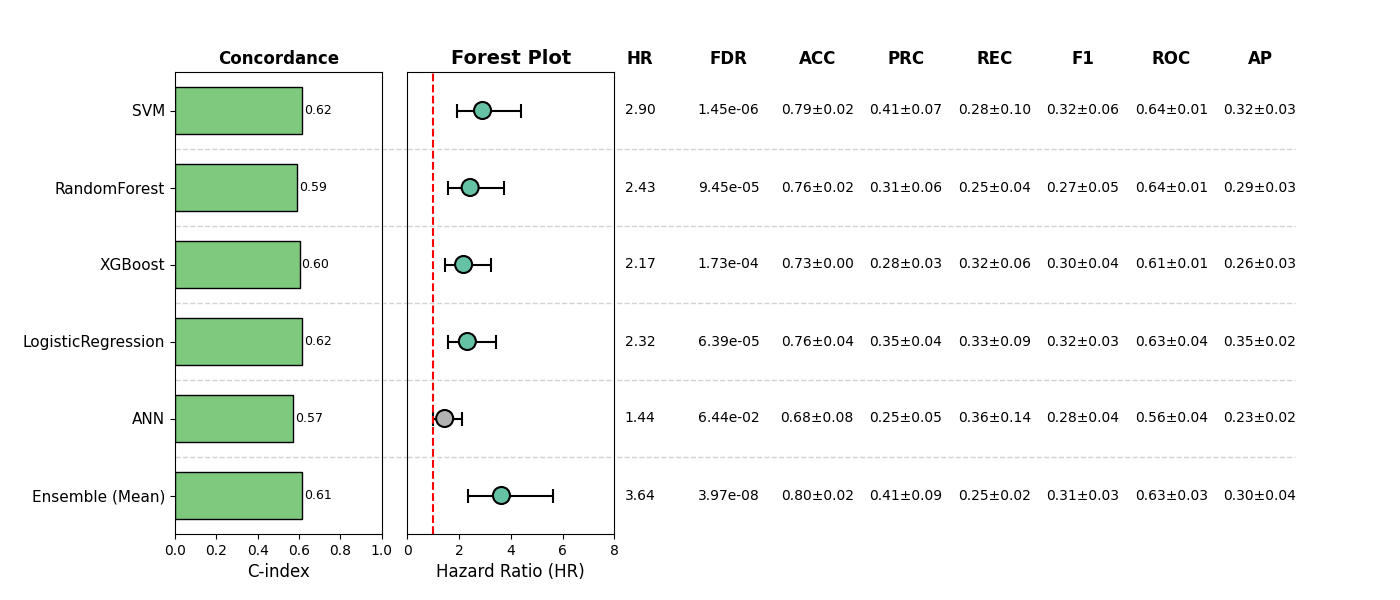 Concordance Forest Plot HR FDR ACC PRC REC F1 ROC AP
SVM 0.62 2.90 1.45e-06 0.79±0.02 0.41±0.07 0.28±0.10 0.32±0.06 0.64±0.01 0.32±0.03
RandomForest 0.59 2.43 9.45e-05 0.76±0.02 0.31±0.06 0.25±0.04 0.27±0.05 0.64±0.01 0.29±0.03
XGBoost 0.60 2.17 1.73e-04 0.73±0.00 0.28±0.03 0.32±0.06 0.30±0.04 0.61±0.01 0.26±0.03
LogisticRegression 0.62 2.32 6.39e-05 0.76±0.04 0.35±0.04 0.33±0.09 0.32±0.03 0.63±0.04 0.35±0.02
ANN 0.57 1.44 6.44e-02 0.68±0.08 0.25±0.05 0.36±0.14 0.28±0.04 0.56±0.04 0.23±0.02
Ensemble (Mean) 0.61 3.64 3.97e-08 0.80±0.02 0.41±0.09 0.25±0.02 0.31±0.03 0.63±0.03 0.30±0.04
0.0 0.2 0.4 0.6 0.8 1.0 0 2 4 6 8
C-index Hazard Ratio (HR)